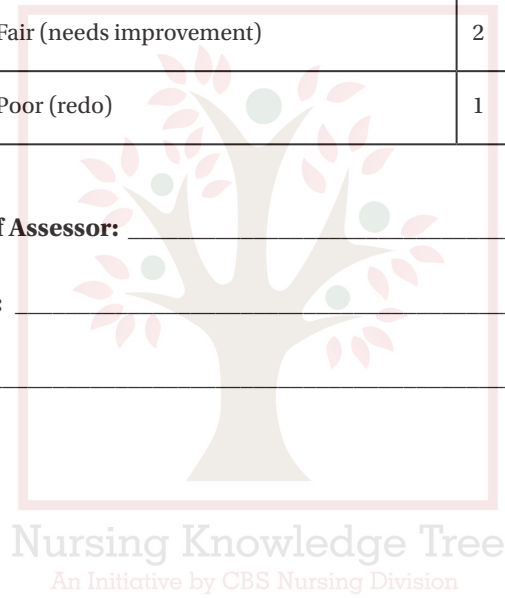 Fair (needs improvement) 2
Poor (redo) 1
f Assessor:
:
Nursing Knowledge Tree
An Initiative by CBS Nursing Division